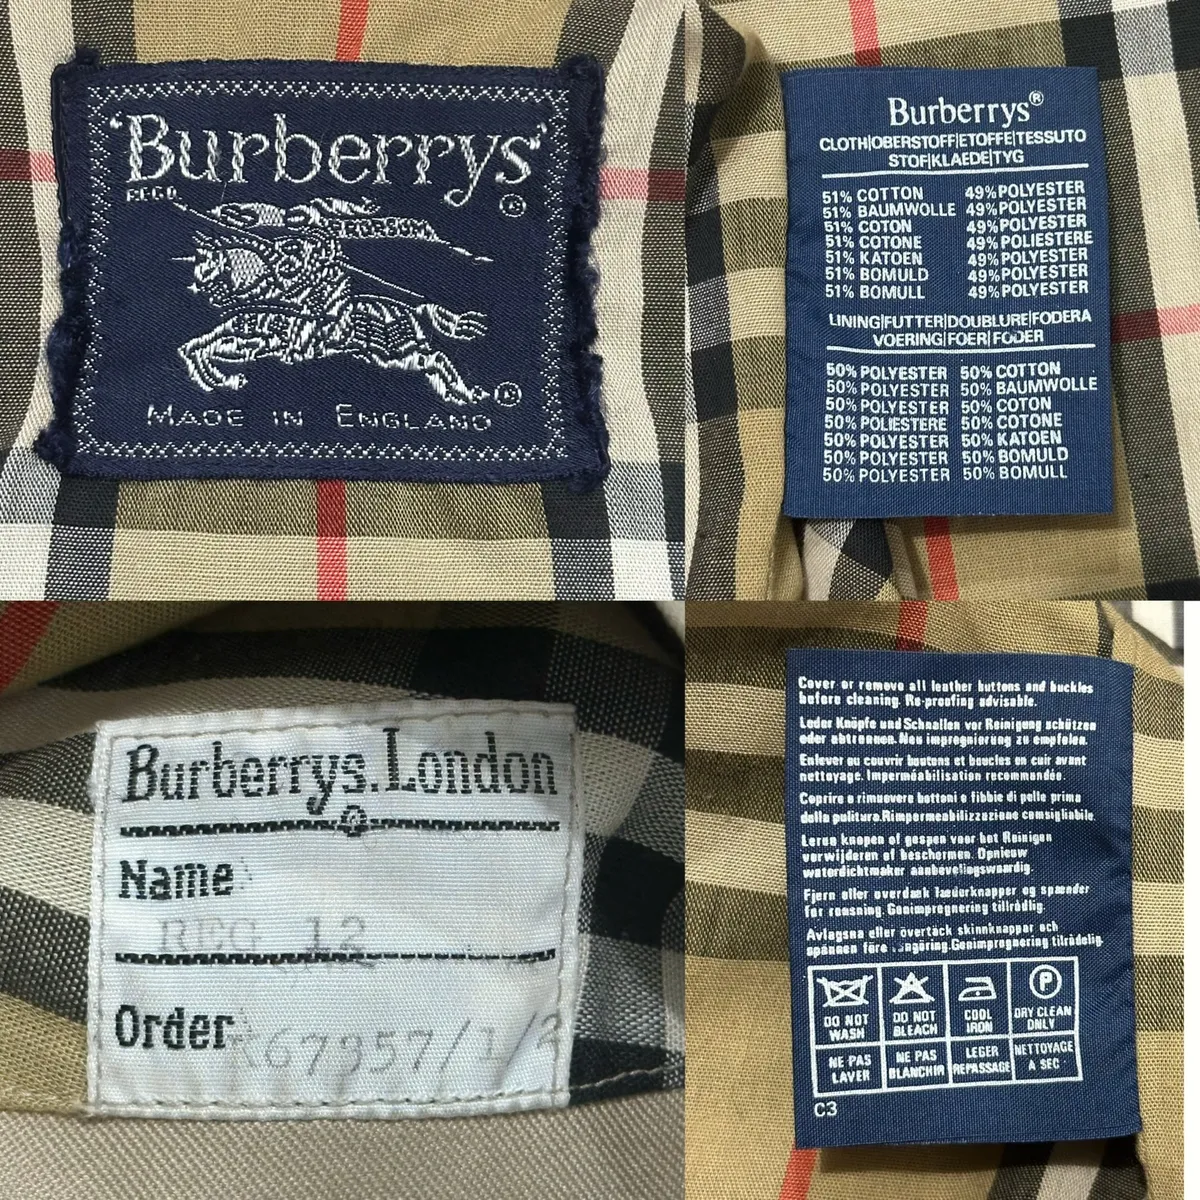 'Burberrys'
REGD.
PRORSUM
MADE IN ENGLAND
Burberrys®
CLOTH|OBERSTOFF|ETOFFE|TESSUTO
STOF|KLAEDE|TYG
51% COTTON 49% POLYESTER
51% BAUMWOLLE 49% POLYESTER
51% COTON 49% POLYESTER
51% COTONE 49% POLIESTERE
51% KATOEN 49% POLYESTER
51% BOMULD 49% POLYESTER
51% BOMULL 49% POLYESTER
LINING|FUTTER|DOUBLURE|FODERA
VOERING|FOER|FODER
50% POLYESTER 50% COTTON
50% POLYESTER 50% BAUMWOLLE
50% POLYESTER 50% COTON
50% POLIESTERE 50% COTONE
50% POLYESTER 50% KATOEN
50% POLYESTER 50% BOMULD
50% POLYESTER 50% BOMULL
Burberrys.London
Name
REG 12
Order
Cover or remove all leather buttons and buckles
before cleaning. Re-proofing advisable.
Leder Knöpfe und Schnallen vor Reinigung schützen
oder abtrennen. Neu imprägnierung zu empfolen.
Enlever ou couvrir boutons et boucles en cuir avant
nettoyage. Imperméabilisation recommandée.
Coprire o rimuovere bottoni o fibbie di pelle prima
della pulitura. Rimpermeabilizzazione consigliabile.
Leren knopen of gespen voor het Reinigen
verwijderen of beschermen. Opnieuw
waterdichtmaker aanbevelingswaardig.
Fjern eller overdæk læderknapper og spænder
før rensning. Genimprægnering tilrådlig.
Avlägsna eller övertäck skinnknappar och
spännen före Genimpregnering tillrådelig.
DO NOT WASH
DO NOT BLEACH
COOL IRON
P
DRY CLEAN ONLY
NE PAS LAVER
NE PAS BLANCHIR
LEGER REPASSAGE
NETTOYAGE A SEC
C3